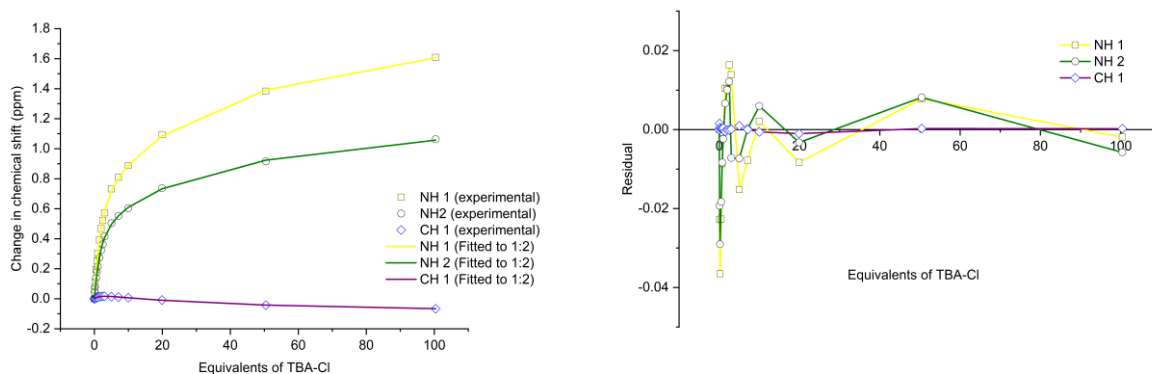 1.8
1.6
1.4
1.2
1.0
0.8
0.6
0.4
0.2
0.0
-0.2
Change in chemical shift (ppm)
0 20 40 60 80 100
Equivalents of TBA-Cl
NH 1 (experimental)
NH2 (experimental)
CH 1 (experimental)
NH 1 (Fitted to 1:2)
NH 2 (Fitted to 1:2)
CH 1 (Fitted to 1:2)
0.02
0.00
-0.02
-0.04
Residual
0 20 40 60 80 100
Equivalents of TBA-Cl
NH 1
NH 2
CH 1